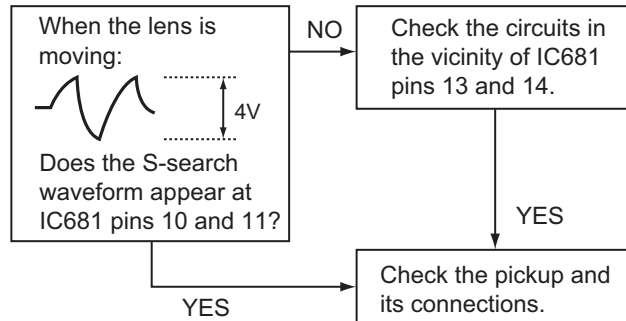 When the lens is
moving:
4V
Does the S-search
waveform appear at
IC681 pins 10 and 11?
NO
Check the circuits in
the vicinity of IC681
pins 13 and 14.
YES
YES
Check the pickup and
its connections.